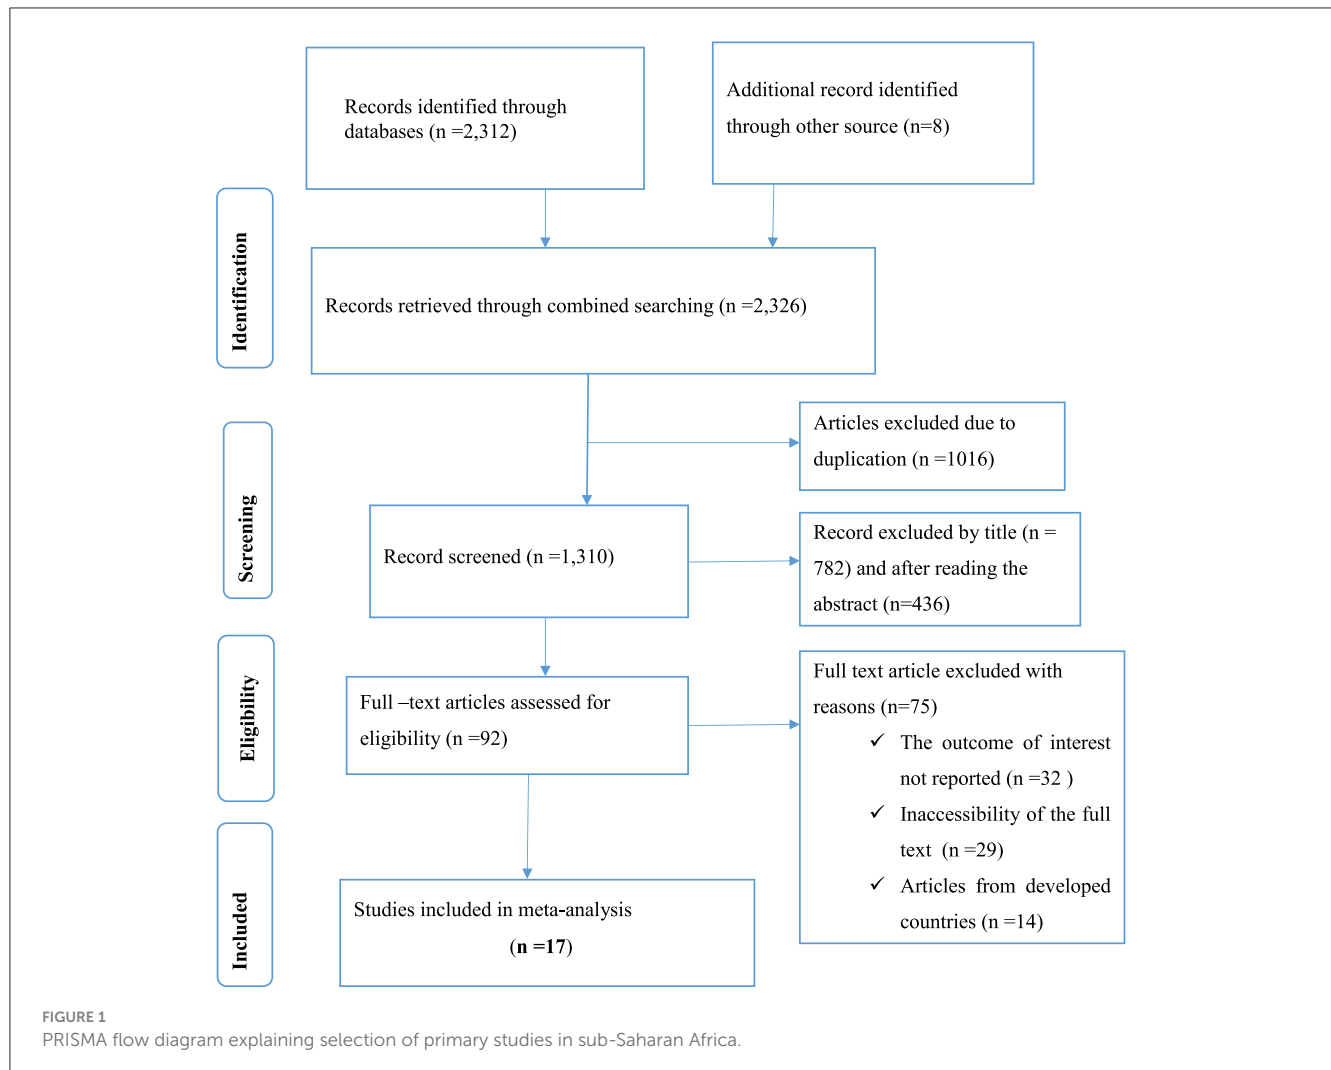 Records identified through
databases (n =2,312)
Additional record identified
through other source (n=8)
Identification
Records retrieved through combined searching (n =2,326)
Articles excluded due to
duplication (n =1016)
Screening
Record screened (n =1,310)
Record excluded by title (n =
782) and after reading the
abstract (n=436)
Eligibility
Full –text articles assessed for
eligibility (n =92)
Full text article excluded with
reasons (n=75)
✓ The outcome of interest
not reported (n =32 )
✓ Inaccessibility of the full
text (n =29)
✓ Articles from developed
countries (n =14)
Included
Studies included in meta-analysis
(n =17)
FIGURE 1
PRISMA flow diagram explaining selection of primary studies in sub-Saharan Africa.